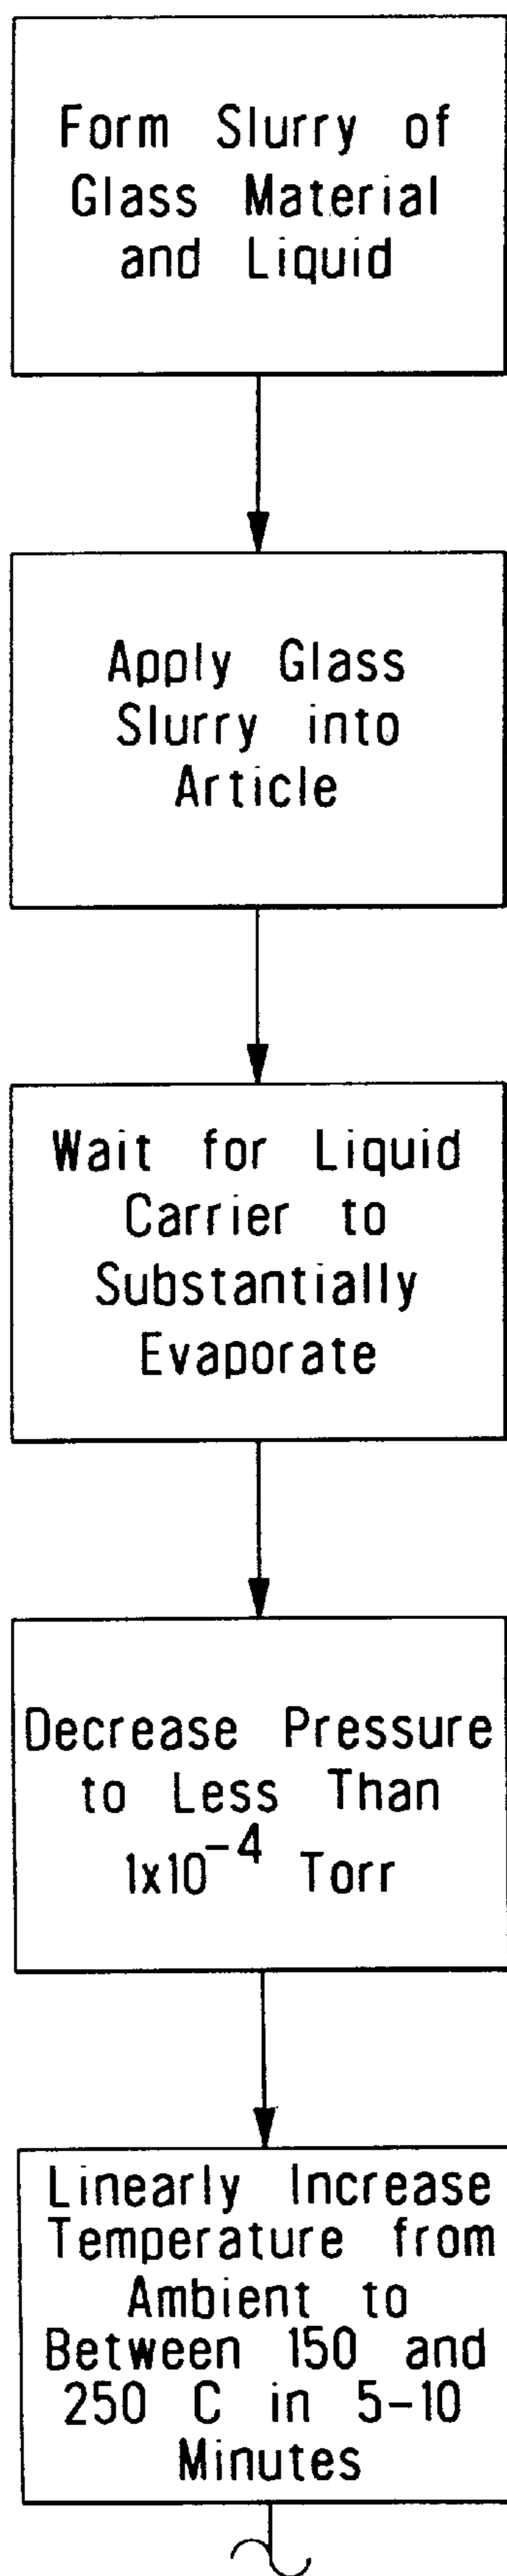 Form Slurry of
Glass Material
and Liquid
Apply Glass
Slurry into
Article
Wait for Liquid
Carrier to
Substantially
Evaporate
Decrease Pressure
to Less Than
1x10⁻⁴ Torr
Linearly Increase
Temperature from
Ambient to
Between 150 and
250 C in 5-10
Minutes